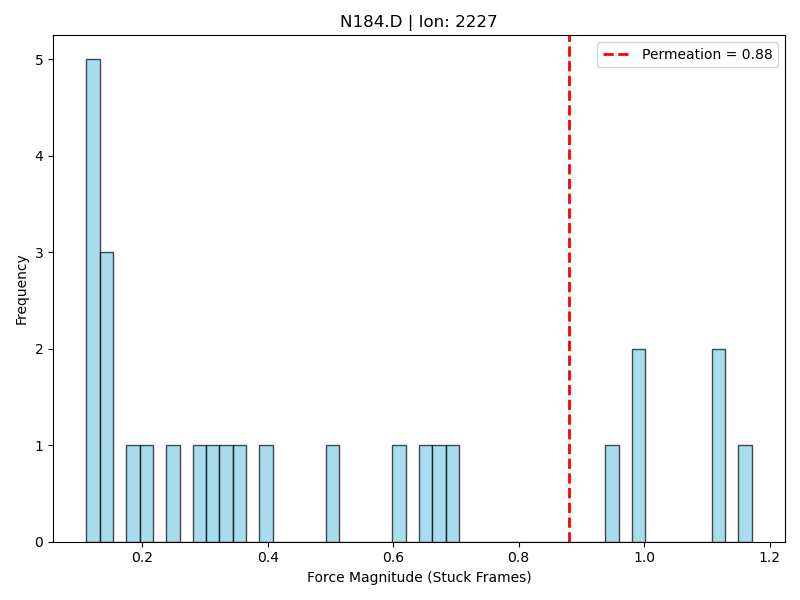 N184.D | Ion: 2227
Permeation = 0.88
5
4
3
2
1
0
Frequency
0.2 0.4 0.6 0.8 1.0 1.2
Force Magnitude (Stuck Frames)